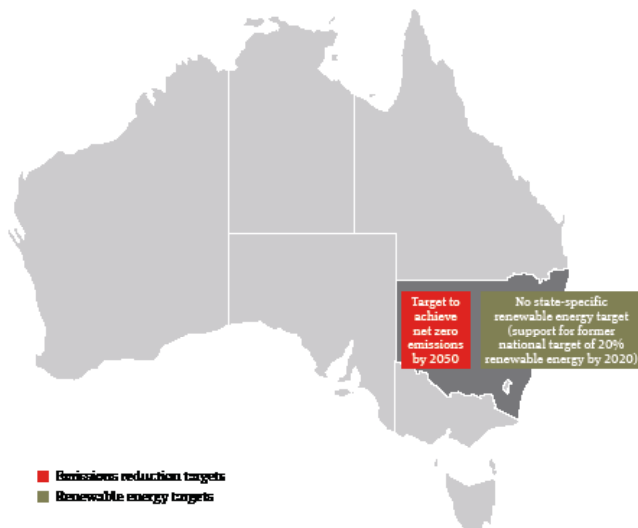 Target to
achieve
net zero
emissions
by 2050
No state-specific
renewable energy target
(support for former
national target of 20%
renewable energy by 2020)
Emissions reduction targets
Renewable energy targets